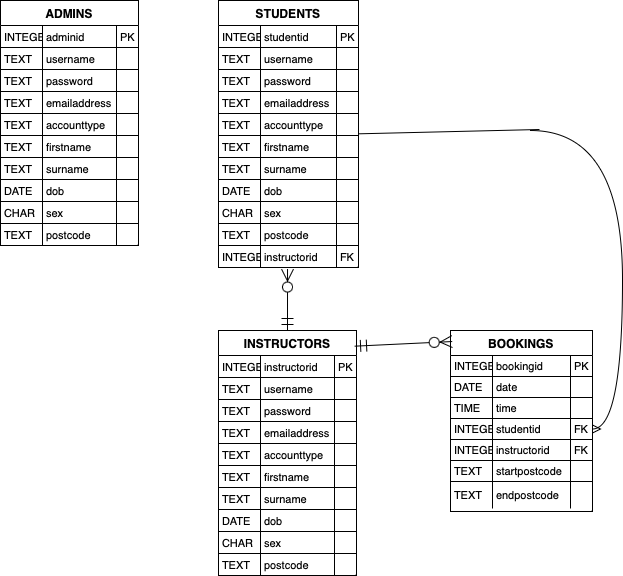 ADMINS
INTEGE adminid PK
TEXT username
TEXT password
TEXT emailaddress
TEXT accounttype
TEXT firstname
TEXT surname
DATE dob
CHAR sex
TEXT postcode
STUDENTS
INTEGE studentid PK
TEXT username
TEXT password
TEXT emailaddress
TEXT accounttype
TEXT firstname
TEXT surname
DATE dob
CHAR sex
TEXT postcode
INTEGE instructorid FK
INSTRUCTORS
INTEGE instructorid PK
TEXT username
TEXT password
TEXT emailaddress
TEXT accounttype
TEXT firstname
TEXT surname
DATE dob
CHAR sex
TEXT postcode
BOOKINGS
INTEGE bookingid PK
DATE date
TIME time
INTEGE studentid FK
INTEGE instructorid FK
TEXT startpostcode
TEXT endpostcode